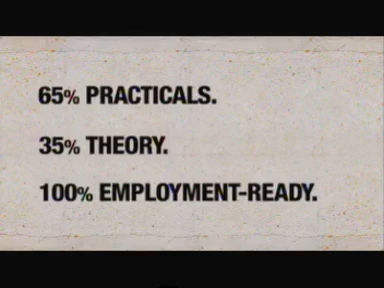 65% PRACTICALS.
35% THEORY.
100% EMPLOYMENT-READY.